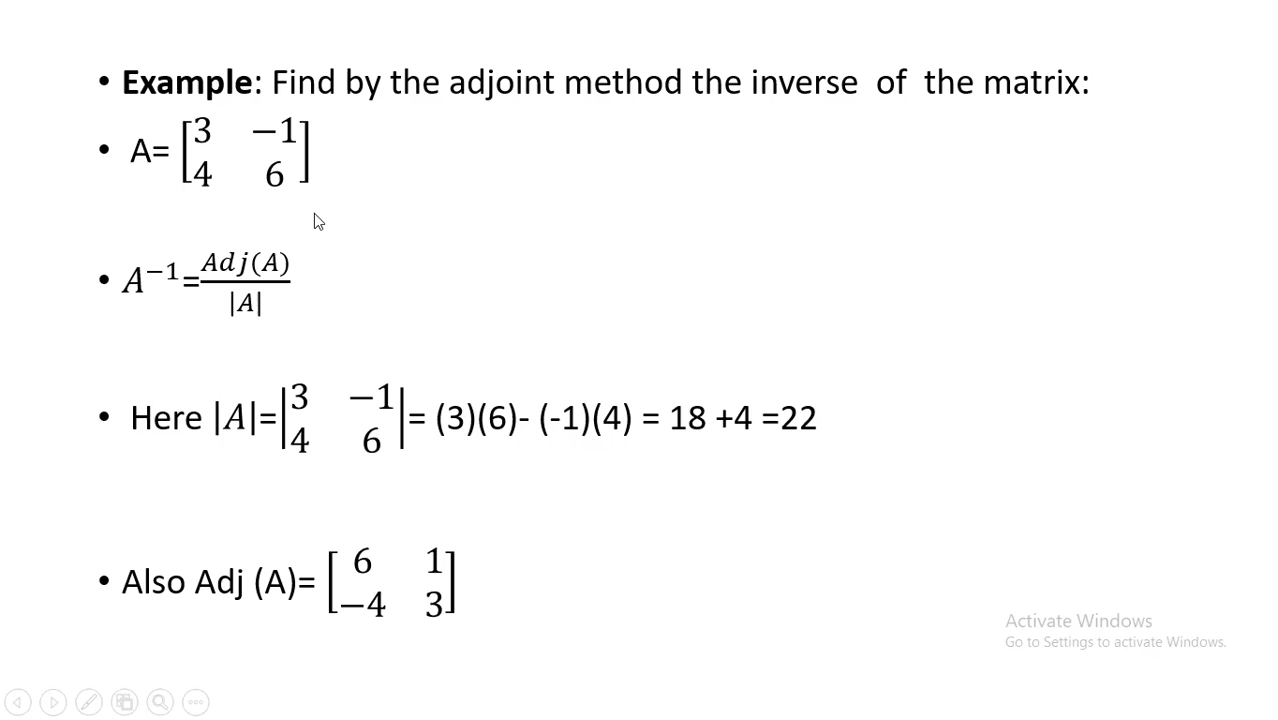 • Example: Find by the adjoint method the inverse of the matrix:
• A= [3 −1
4 6]
• A⁻¹=Adj(A)/|A|
• Here |A|=|3 −1
4 6|= (3)(6)- (-1)(4) = 18 +4 =22
• Also Adj (A)= [6 1
−4 3]
Activate Windows
Go to Settings to activate Windows.